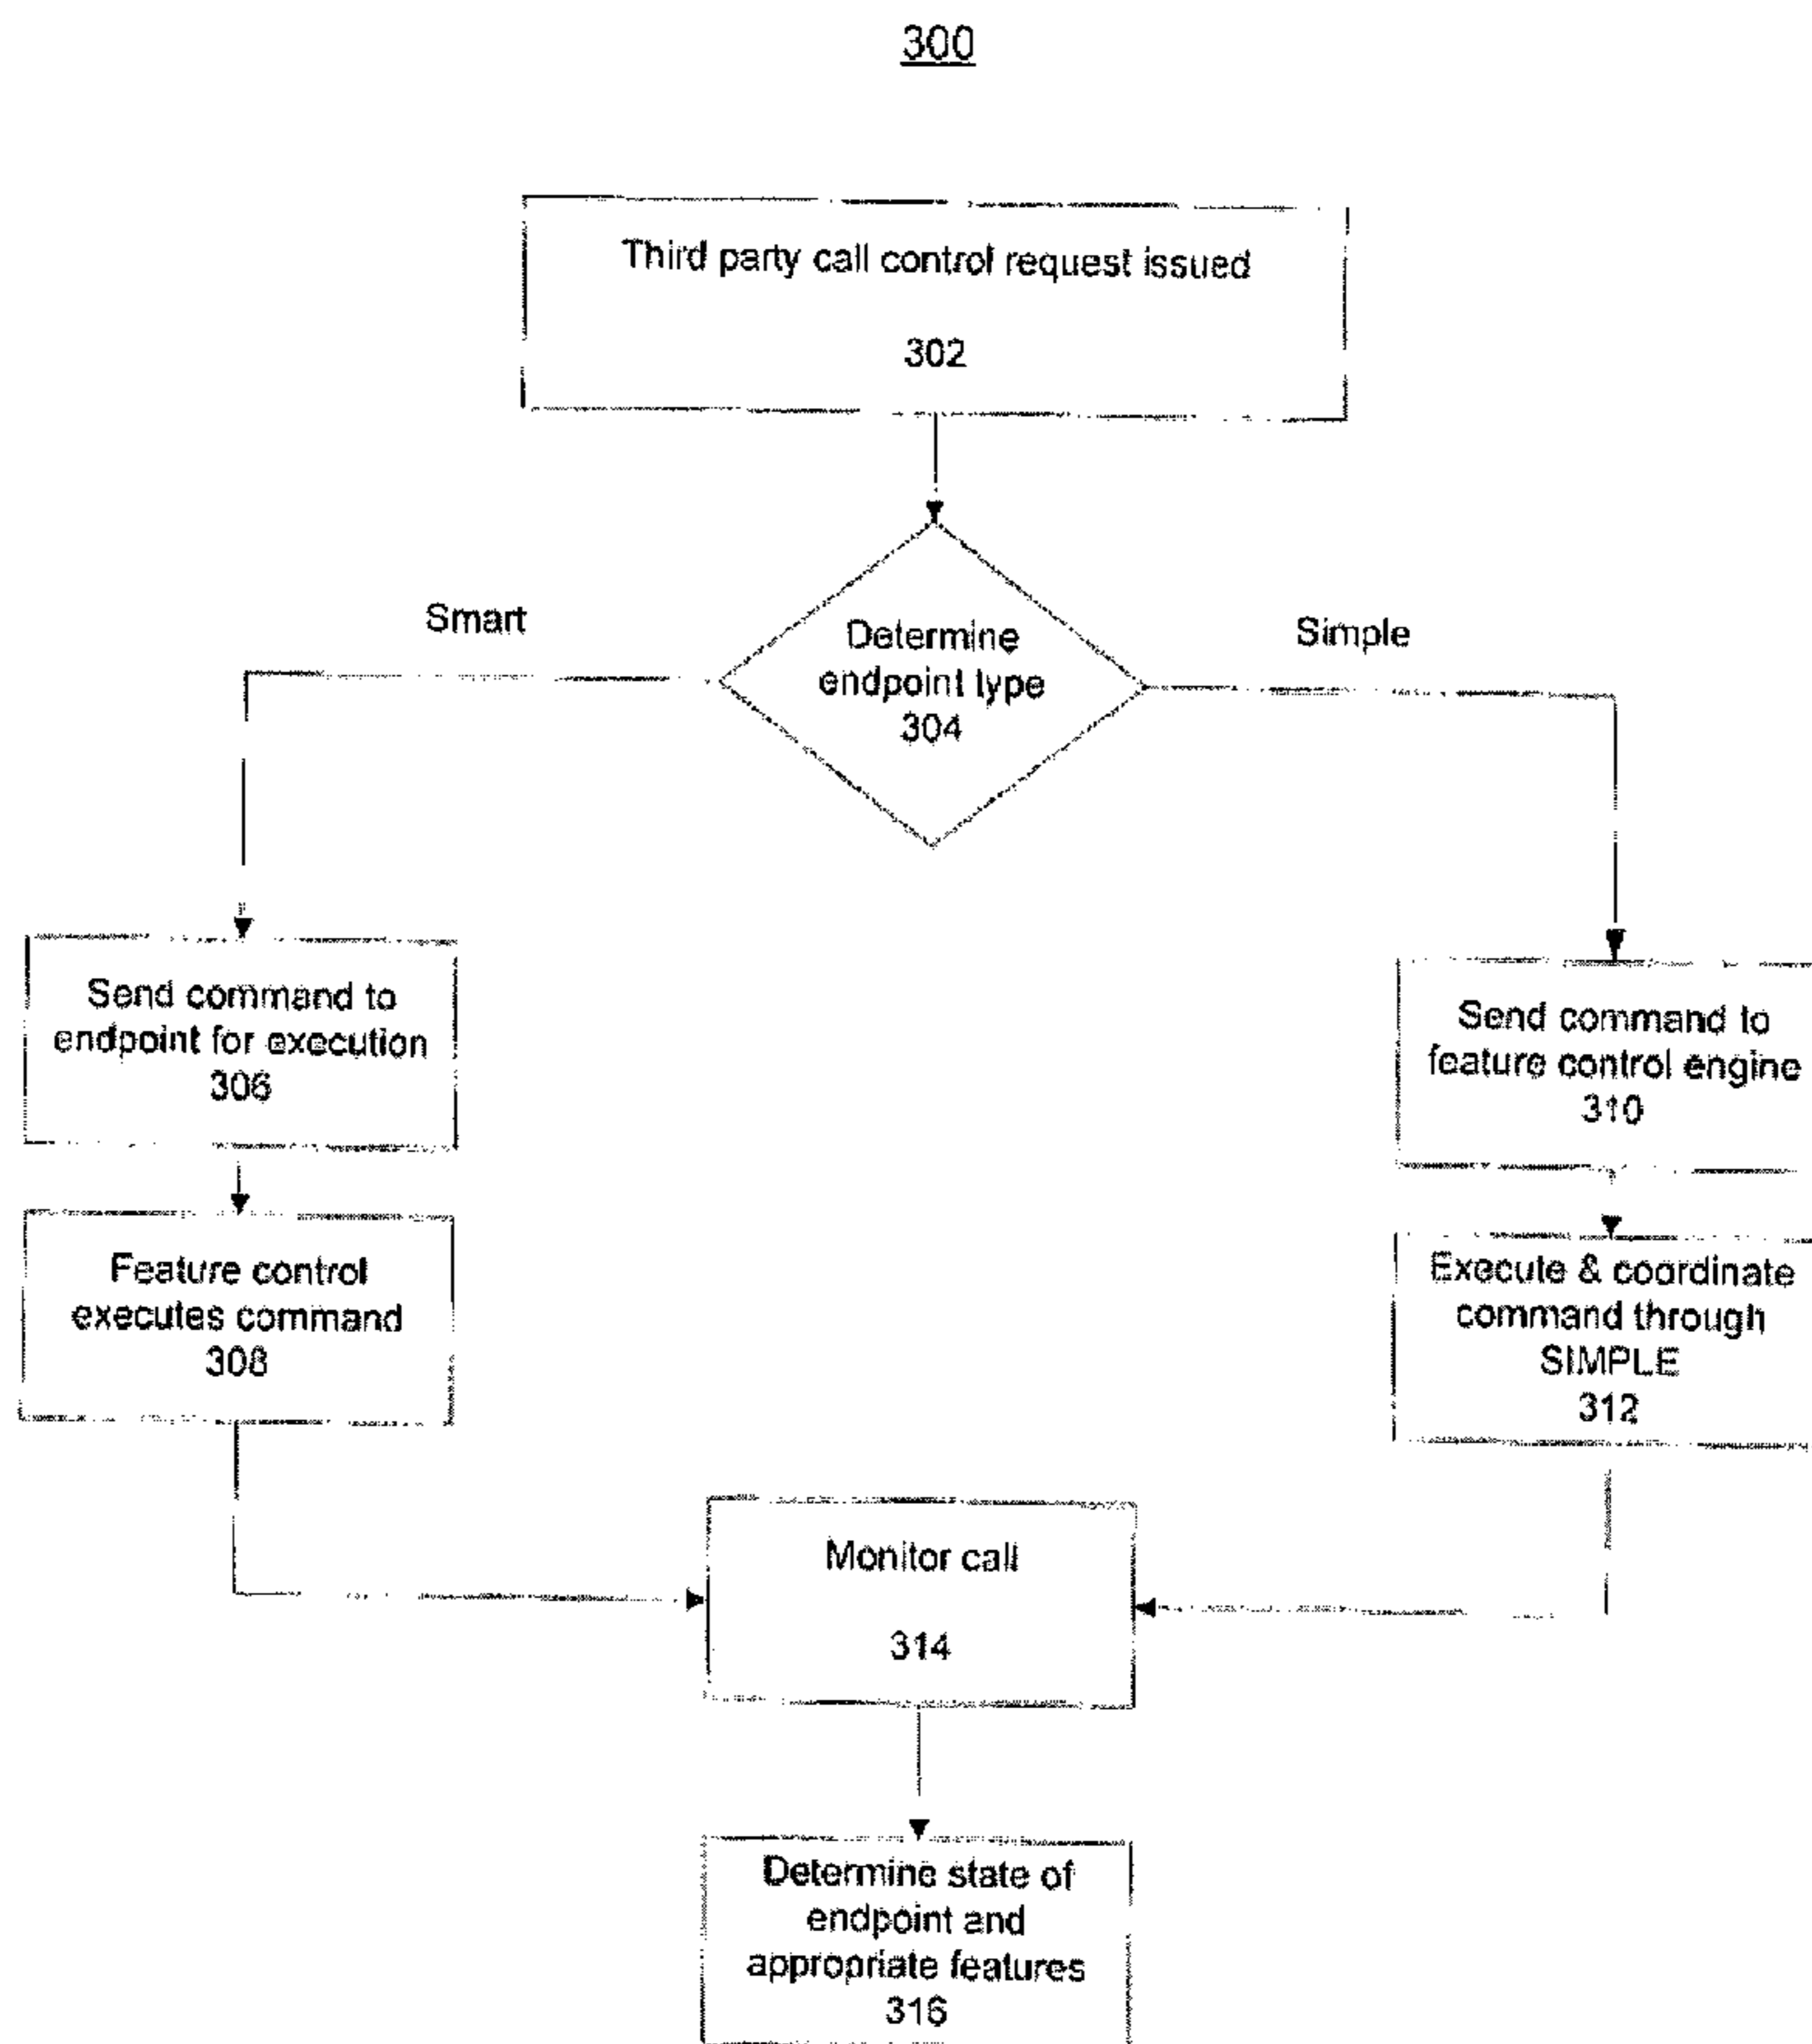 300
Third party call control request issued
302
Smart
Simple
Determine
endpoint type
304
Send command to
endpoint for execution
306
Send command to
feature control engine
310
Feature control
executes command
308
Execute & coordinate
command through
SIMPLE
312
Monitor call
314
Determine state of
endpoint and
appropriate features
316